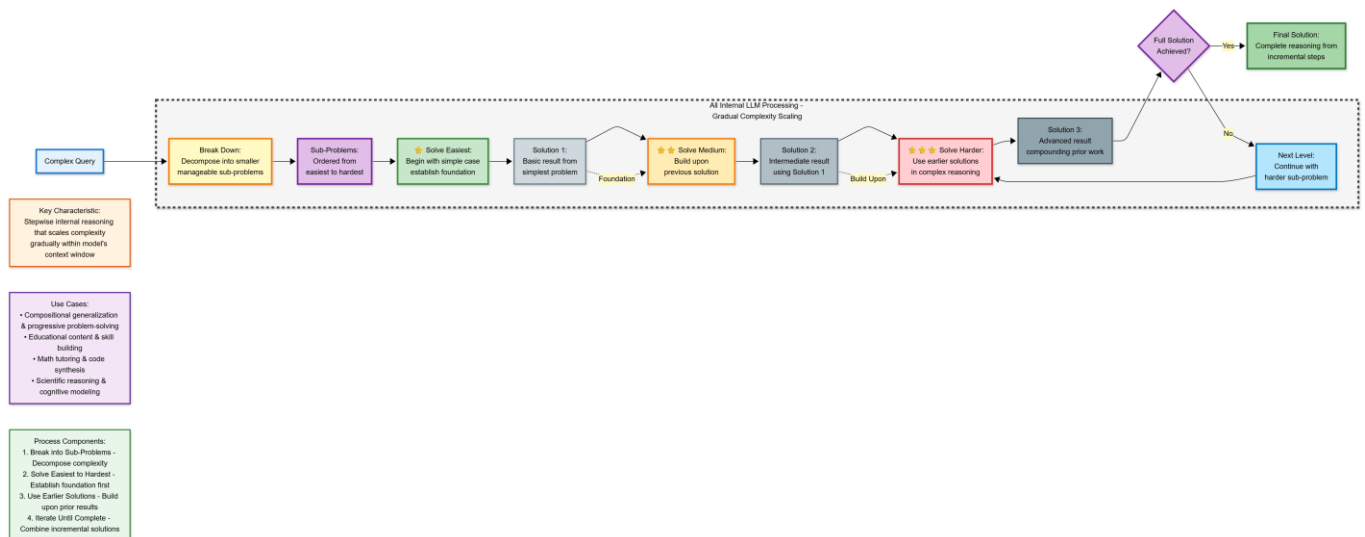 Full Solution
Achieved?
Yes
Final Solution:
Complete reasoning from
incremental steps
All Internal LLM Processing -
Gradual Complexity Scaling
Complex Query
Break Down:
Decompose into smaller
manageable sub-problems
Sub-Problems:
Ordered from
easiest to hardest
⭐ Solve Easiest:
Begin with simple case
establish foundation
Solution 1:
Basic result from
simplest problem
Foundation
⭐⭐ Solve Medium:
Build upon
previous solution
Solution 2:
Intermediate result
using Solution 1
Build Upon
⭐⭐⭐ Solve Harder:
Use earlier solutions
in complex reasoning
Solution 3:
Advanced result
compounding prior work
No
Next Level:
Continue with
harder sub-problem
Key Characteristic:
Stepwise internal reasoning
that scales complexity
gradually within model's
context window
Use Cases:
• Compositional generalization
& progressive problem-solving
• Educational content & skill
building
• Math tutoring & code
synthesis
• Scientific reasoning &
cognitive modeling
Process Components:
1. Break into Sub-Problems -
Decompose complexity
2. Solve Easiest to Hardest -
Establish foundation first
3. Use Earlier Solutions - Build
upon prior results
4. Iterate Until Complete -
Combine incremental solutions